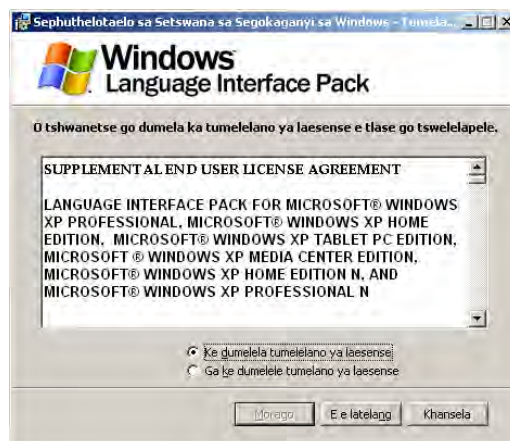 Sephuthelotaelo sa Setswana sa Segokaganyi sa Windows - Tumela...
Windows
Language Interface Pack
O tshwanetse go dumela ka tumelelano ya laesense e tlase go tswelelapele.
SUPPLEMENTAL END USER LICENSE AGREEMENT
LANGUAGE INTERFACE PACK FOR MICROSOFT® WINDOWS
XP PROFESSIONAL, MICROSOFT® WINDOWS XP HOME
EDITION, MICROSOFT® WINDOWS XP TABLET PC EDITION,
MICROSOFT ® WINDOWS XP MEDIA CENTER EDITION,
MICROSOFT® WINDOWS XP HOME EDITION N, AND
MICROSOFT® WINDOWS XP PROFESSIONAL N
Ke dumelela tumelelano ya laesense
Ga ke dumelele tumelano ya laesense
Morago E e latelang Khansela